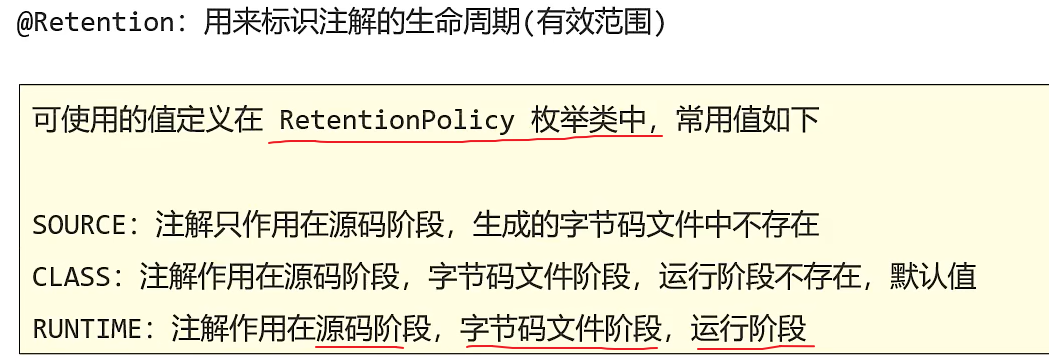 @Retention：用来标识注解的生命周期(有效范围)
可使用的值定义在 RetentionPolicy 枚举类中，常用值如下
SOURCE：注解只作用在源码阶段，生成的字节码文件中不存在
CLASS：注解作用在源码阶段，字节码文件阶段，运行阶段不存在，默认值
RUNTIME：注解作用在源码阶段，字节码文件阶段，运行阶段